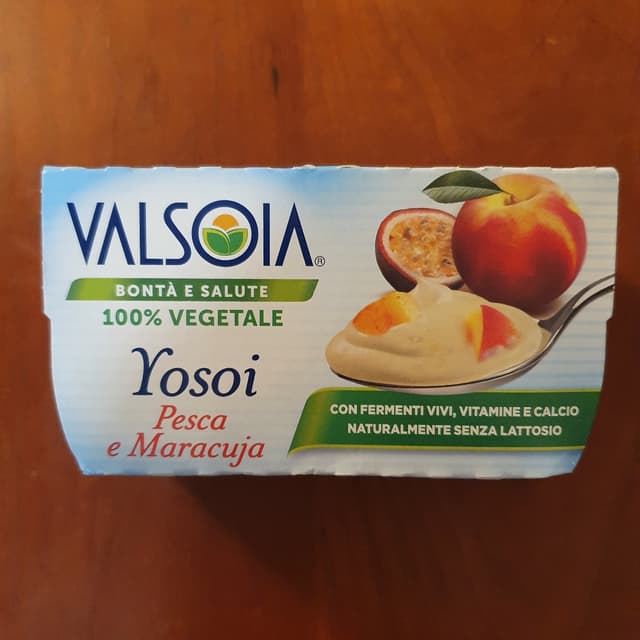 VALSOIA®
BONTÀ E SALUTE
100% VEGETALE
Yosoi
Pesca
e Maracuja
CON FERMENTI VIVI, VITAMINE E CALCIO
NATURALMENTE SENZA LATTOSIO